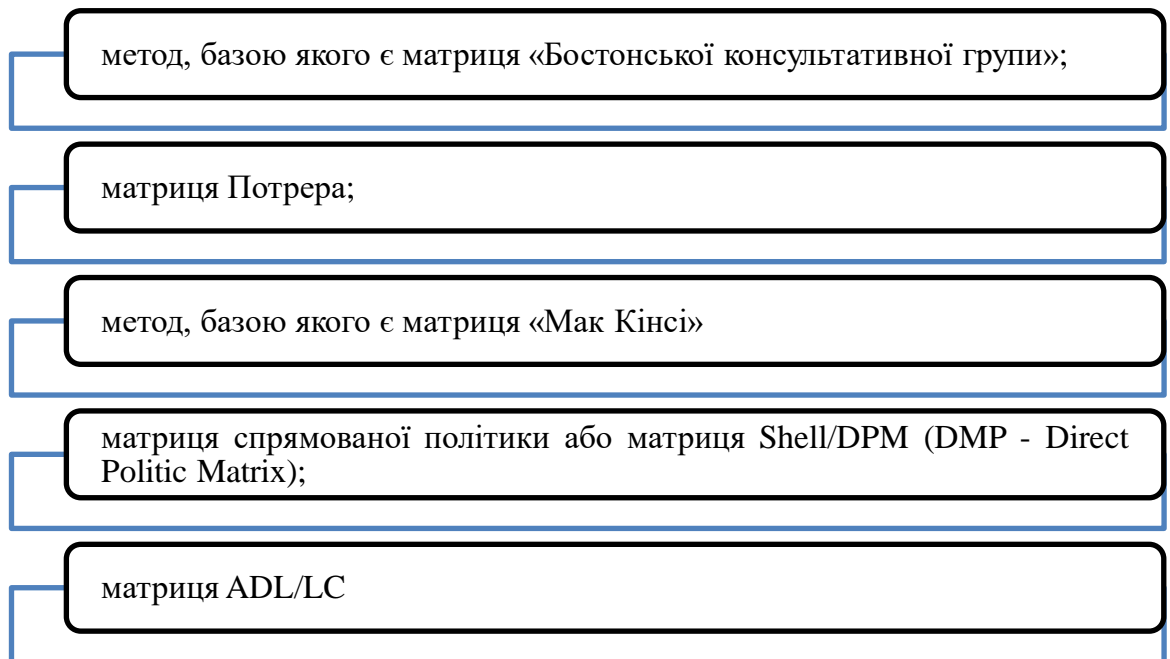 метод, базою якого є матриця «Бостонської консультативної групи»;
матриця Потрера;
метод, базою якого є матриця «Мак Кінсі»
матриця спрямованої політики або матриця Shell/DPM (DMP - Direct
Politic Matrix);
матриця ADL/LC